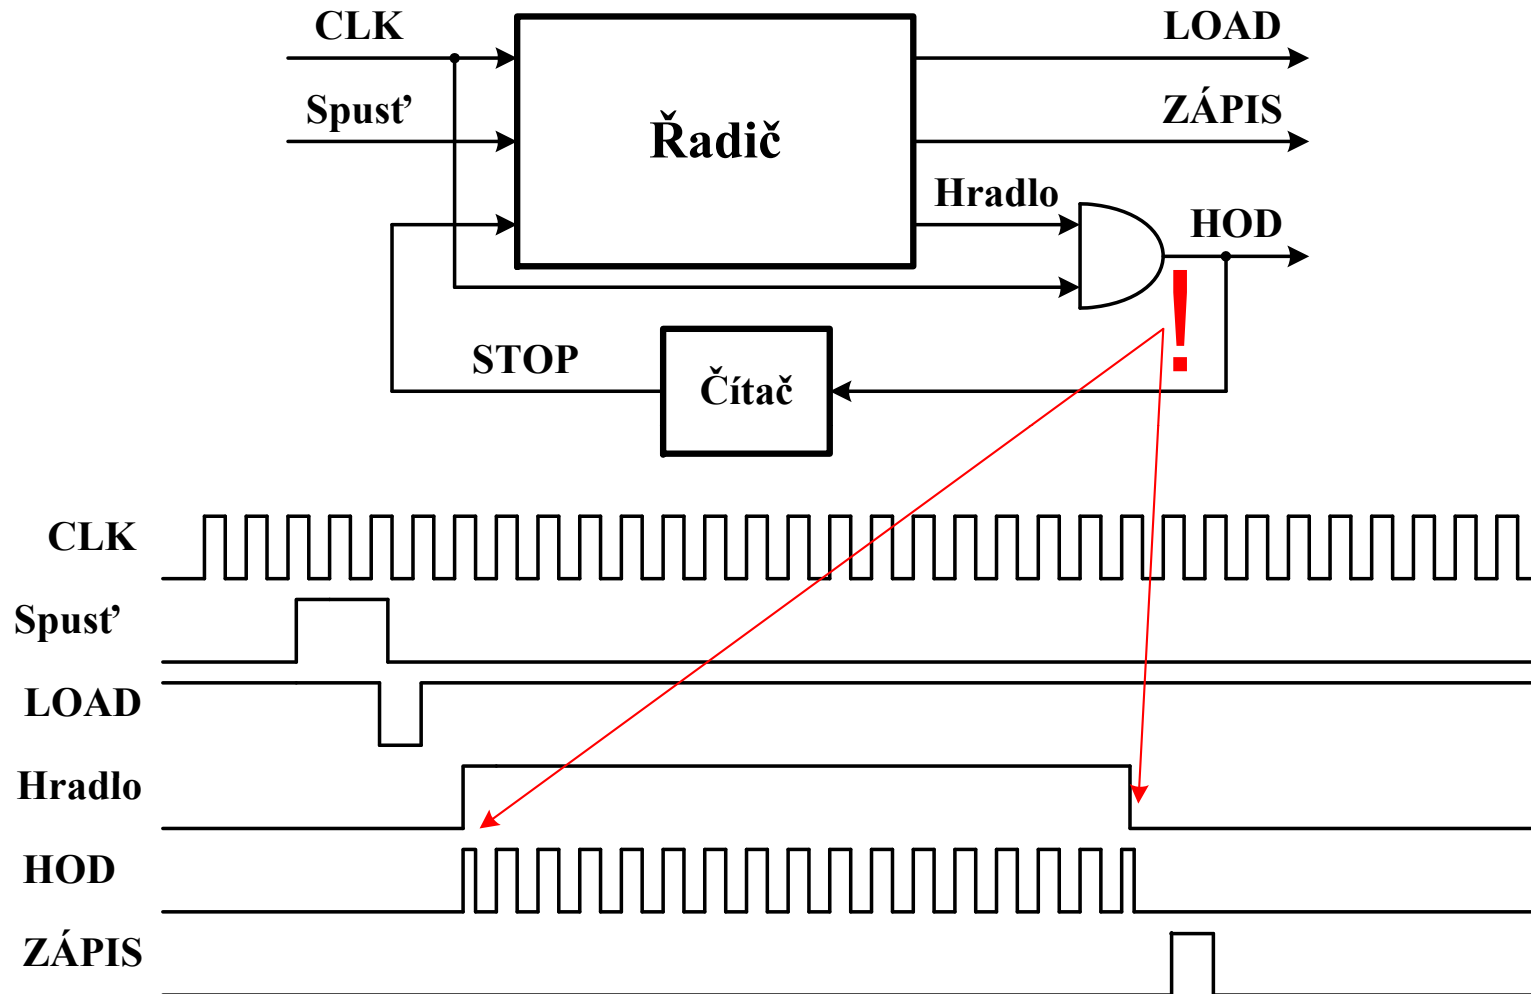 CLK
LOAD
Spusť
Řadič
ZÁPIS
Hradlo
HOD
!
STOP
Čítač
CLK
Spusť
LOAD
Hradlo
HOD
ZÁPIS